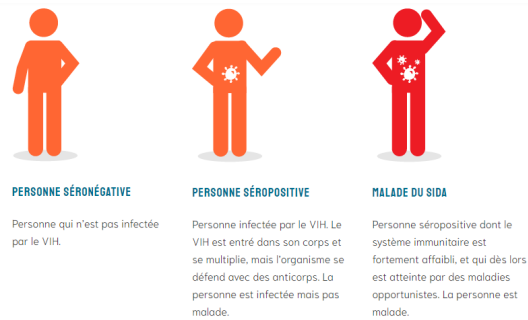 PERSONNE SÉRONÉGATIVE
Personne qui n'est pas infectée
par le VIH.
PERSONNE SÉROPOSITIVE
Personne infectée par le VIH. Le
VIH est entré dans son corps et
se multiplie, mais l'organisme se
défend avec des anticorps. La
personne est infectée mais pas
malade.
MALADE DU SIDA
Personne séropositive dont le
système immunitaire est
fortement affaibli, et qui dès lors
est atteinte par des maladies
opportunistes. La personne est
malade.